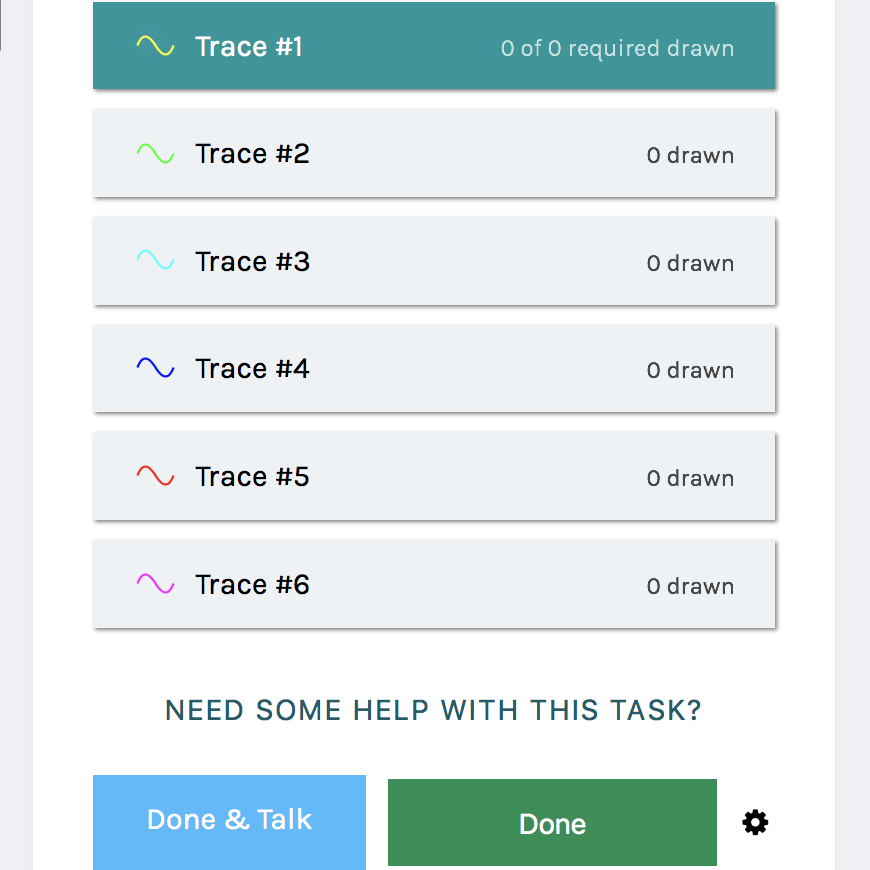 Trace #1 0 of 0 required drawn
Trace #2 0 drawn
Trace #3 0 drawn
Trace #4 0 drawn
Trace #5 0 drawn
Trace #6 0 drawn
NEED SOME HELP WITH THIS TASK?
Done & Talk Done